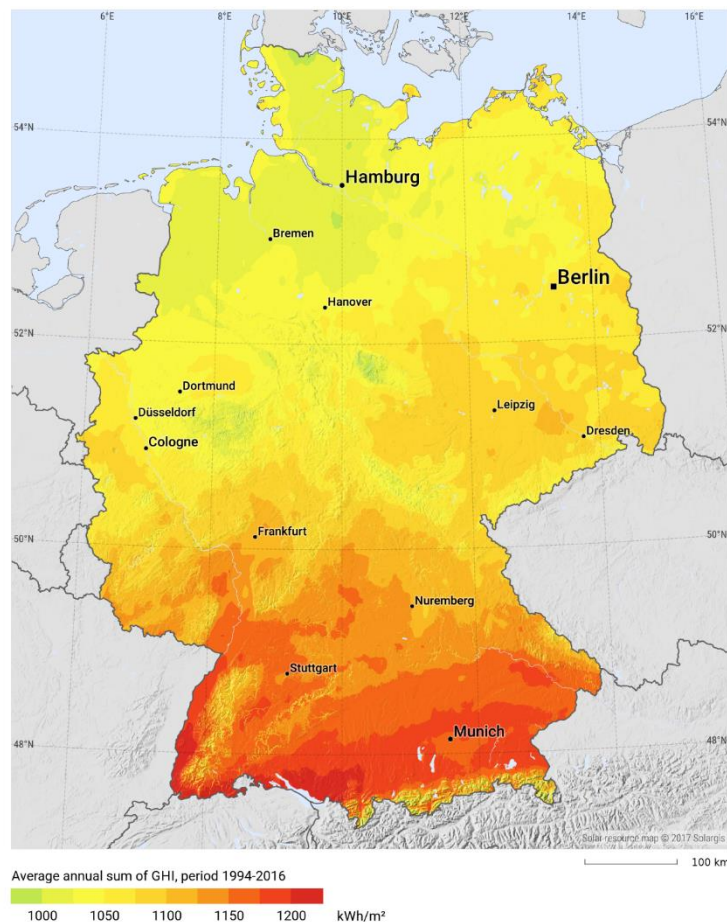 6°E 8°E 10°E 12°E 14°E 16°E
54°N 54°N
Hamburg
Bremen
Berlin
Hanover
52°N 52°N
Dortmund
Düsseldorf
Leipzig
Cologne
Dresden
50°N 50°N
Frankfurt
Nuremberg
Stuttgart
Munich
48°N 48°N
Solar resource map © 2017 Solargis
100 km
Average annual sum of GHI, period 1994-2016
1000 1050 1100 1150 1200 kWh/m²